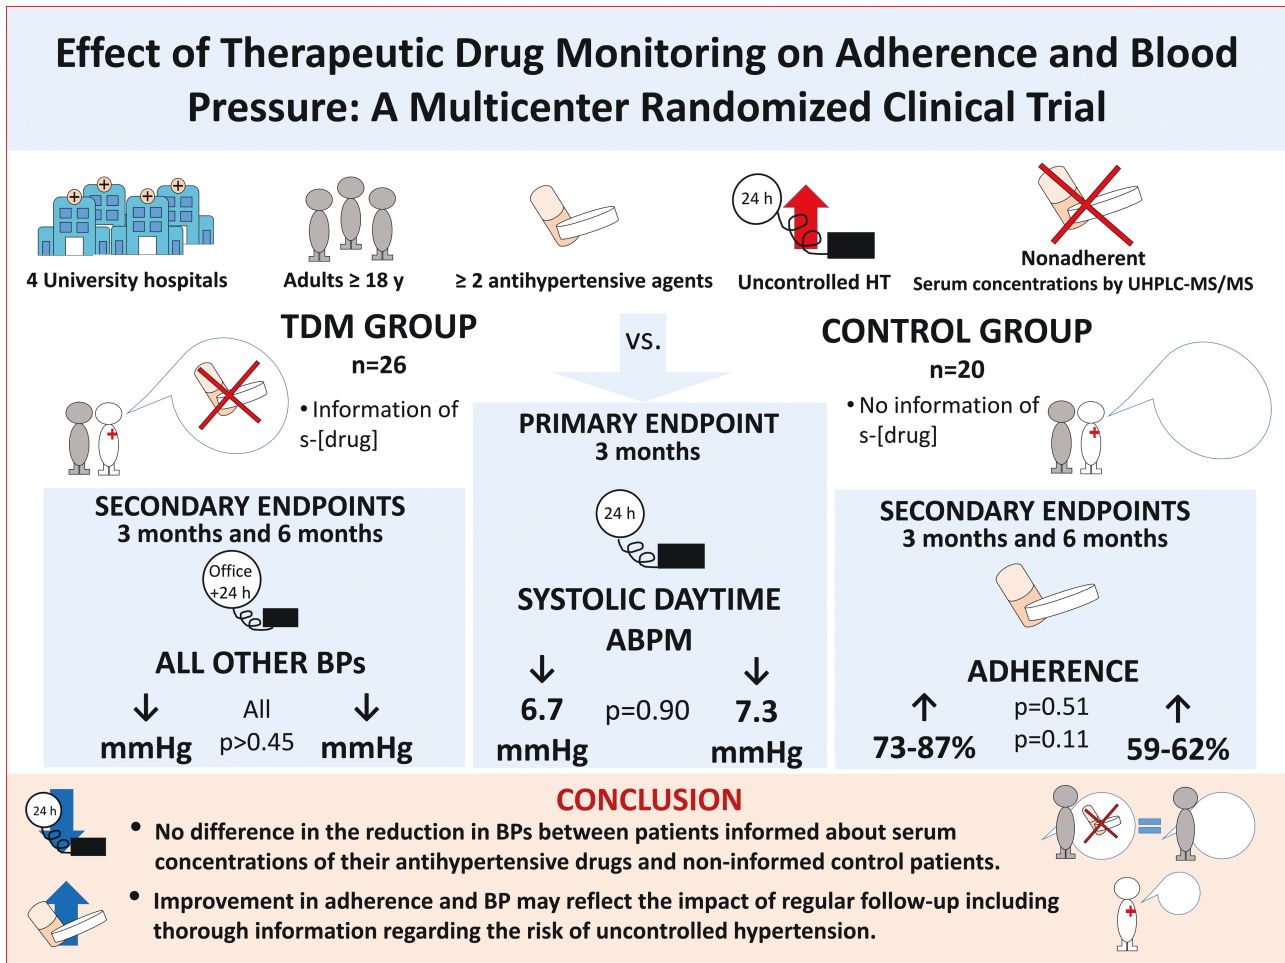 Effect of Therapeutic Drug Monitoring on Adherence and Blood
Pressure: A Multicenter Randomized Clinical Trial
24 h
4 University hospitals
Adults ≥ 18 y
≥ 2 antihypertensive agents
Uncontrolled HT
Nonadherent
Serum concentrations by UHPLC-MS/MS
TDM GROUP
n=26
• Information of
s-[drug]
vs.
CONTROL GROUP
n=20
• No information of
s-[drug]
SECONDARY ENDPOINTS
3 months and 6 months
Office
+24 h
ALL OTHER BPs
↓ All ↓
mmHg p>0.45 mmHg
PRIMARY ENDPOINT
3 months
24 h
SYSTOLIC DAYTIME
ABPM
↓ ↓
6.7 p=0.90 7.3
mmHg mmHg
SECONDARY ENDPOINTS
3 months and 6 months
ADHERENCE
↑ p=0.51 ↑
73-87% p=0.11 59-62%
CONCLUSION
24 h
• No difference in the reduction in BPs between patients informed about serum
concentrations of their antihypertensive drugs and non-informed control patients.
• Improvement in adherence and BP may reflect the impact of regular follow-up including
thorough information regarding the risk of uncontrolled hypertension.